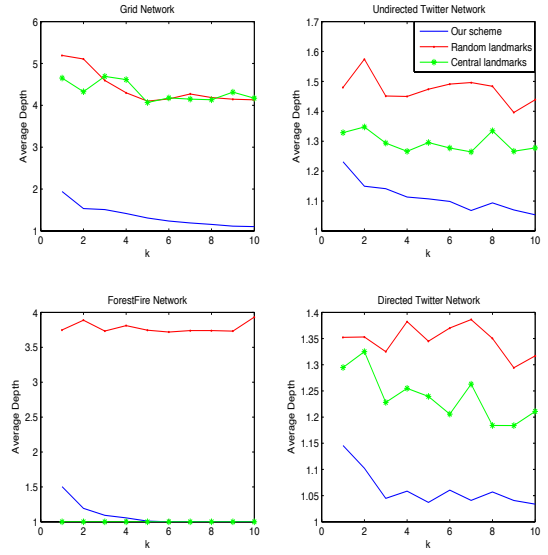 Grid Network
6
5
4
3
2
1
Average Depth
0 2 4 6 8 10
k
Undirected Twitter Network
1.7
1.6
1.5
1.4
1.3
1.2
1.1
1
Average Depth
0 2 4 6 8 10
k
Our scheme
Random landmarks
Central landmarks
ForestFire Network
4
3.5
3
2.5
2
1.5
1
Average Depth
0 2 4 6 8 10
k
Directed Twitter Network
1.4
1.35
1.3
1.25
1.2
1.15
1.1
1.05
1
Average Depth
0 2 4 6 8 10
k